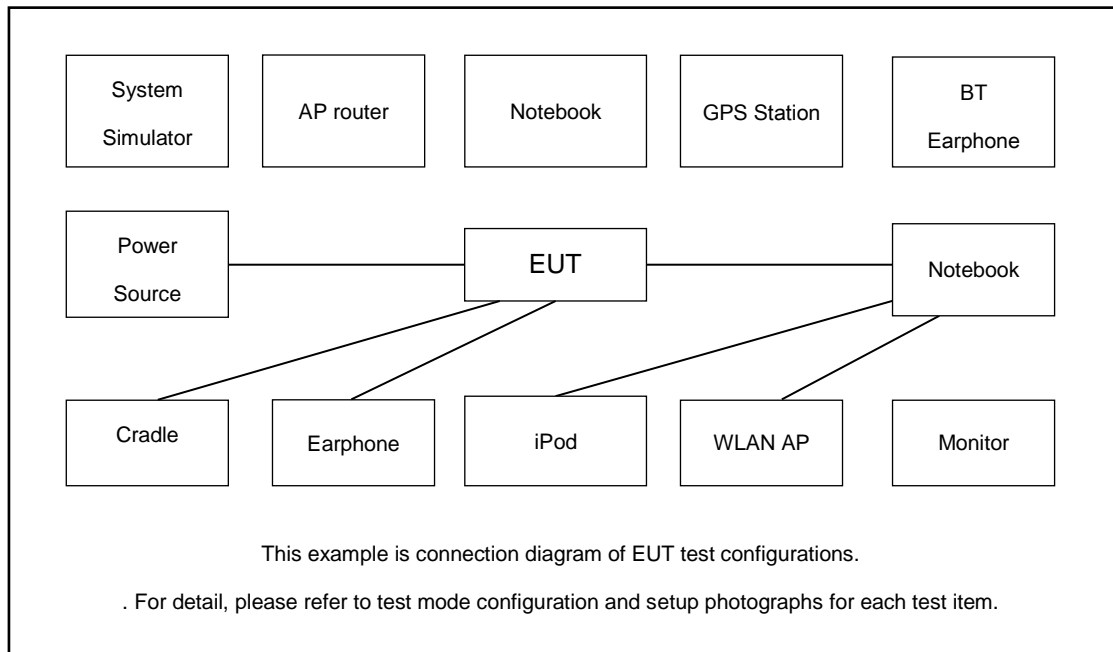 System
Simulator
AP router
Notebook
GPS Station
BT
Earphone
Power
Source
EUT
Notebook
Cradle
Earphone
iPod
WLAN AP
Monitor
This example is connection diagram of EUT test configurations.
. For detail, please refer to test mode configuration and setup photographs for each test item.